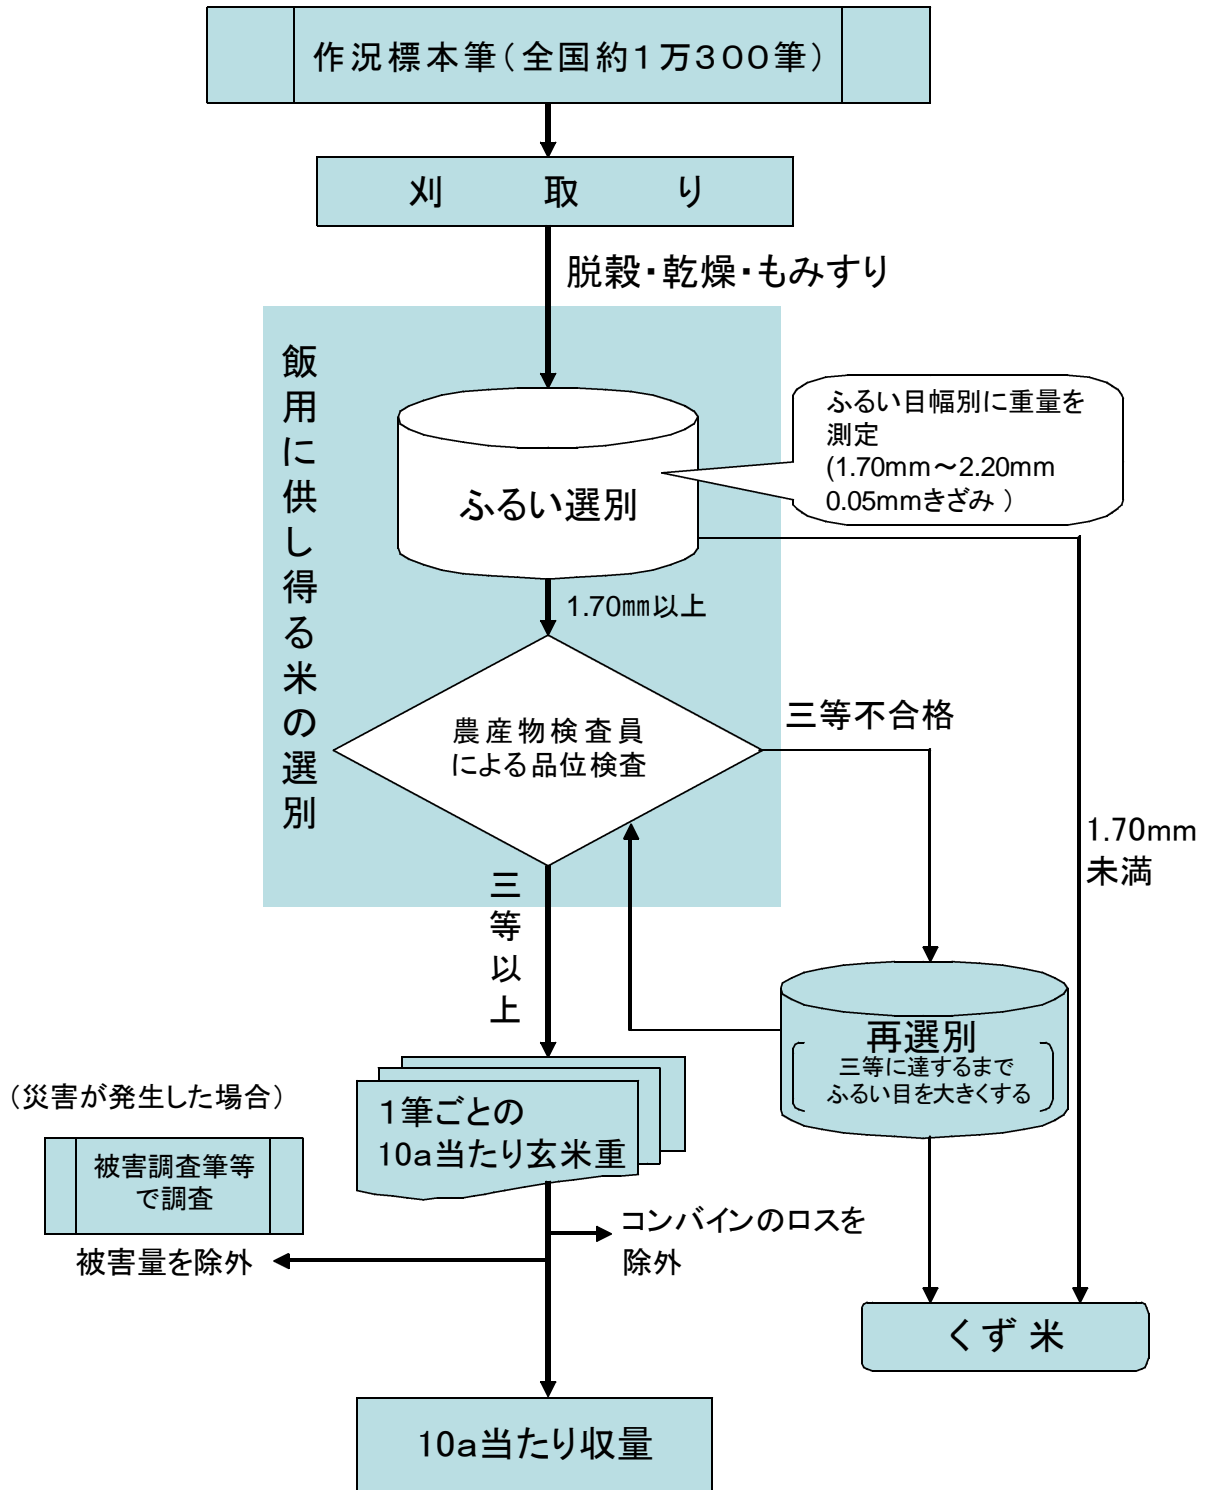 作況標本筆（全国約１万３００筆）
刈取り
脱穀・乾燥・もみすり
飯用に供し得る米の選別
ふるい目幅別に重量を
測定
(1.70mm～2.20mm
0.05mmきざみ ）
ふるい選別
1.70㎜以上
農産物検査員
による品位検査
三等不合格
1.70mm
未満
三等以上
再選別
三等に達するまで
ふるい目を大きくする
（災害が発生した場合）
１筆ごとの
10a当たり玄米重
被害調査筆等
で調査
コンバインのロスを
除外
被害量を除外
くず米
10a当たり収量